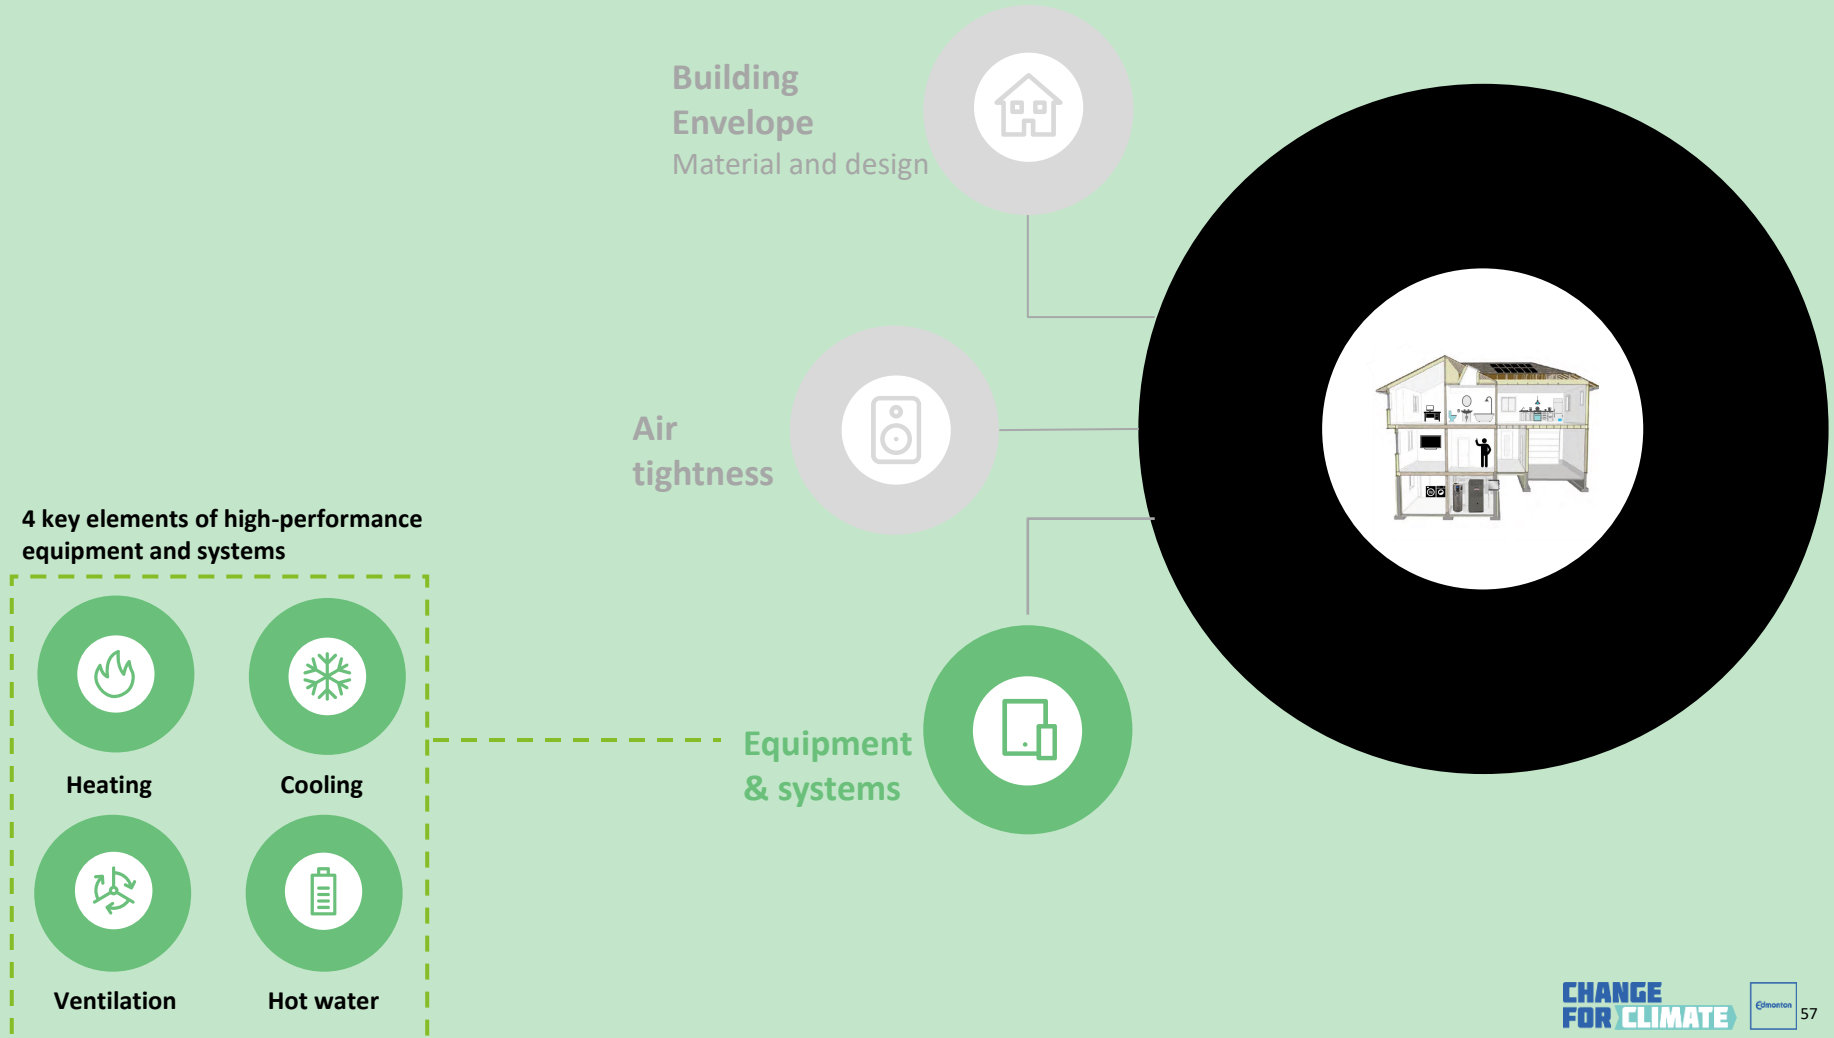 Building
Envelope
Material and design
Air
tightness
4 key elements of high-performance
equipment and systems
Heating
Cooling
Ventilation
Hot water
Equipment
& systems
CHANGE
FOR CLIMATE
Edmonton
57